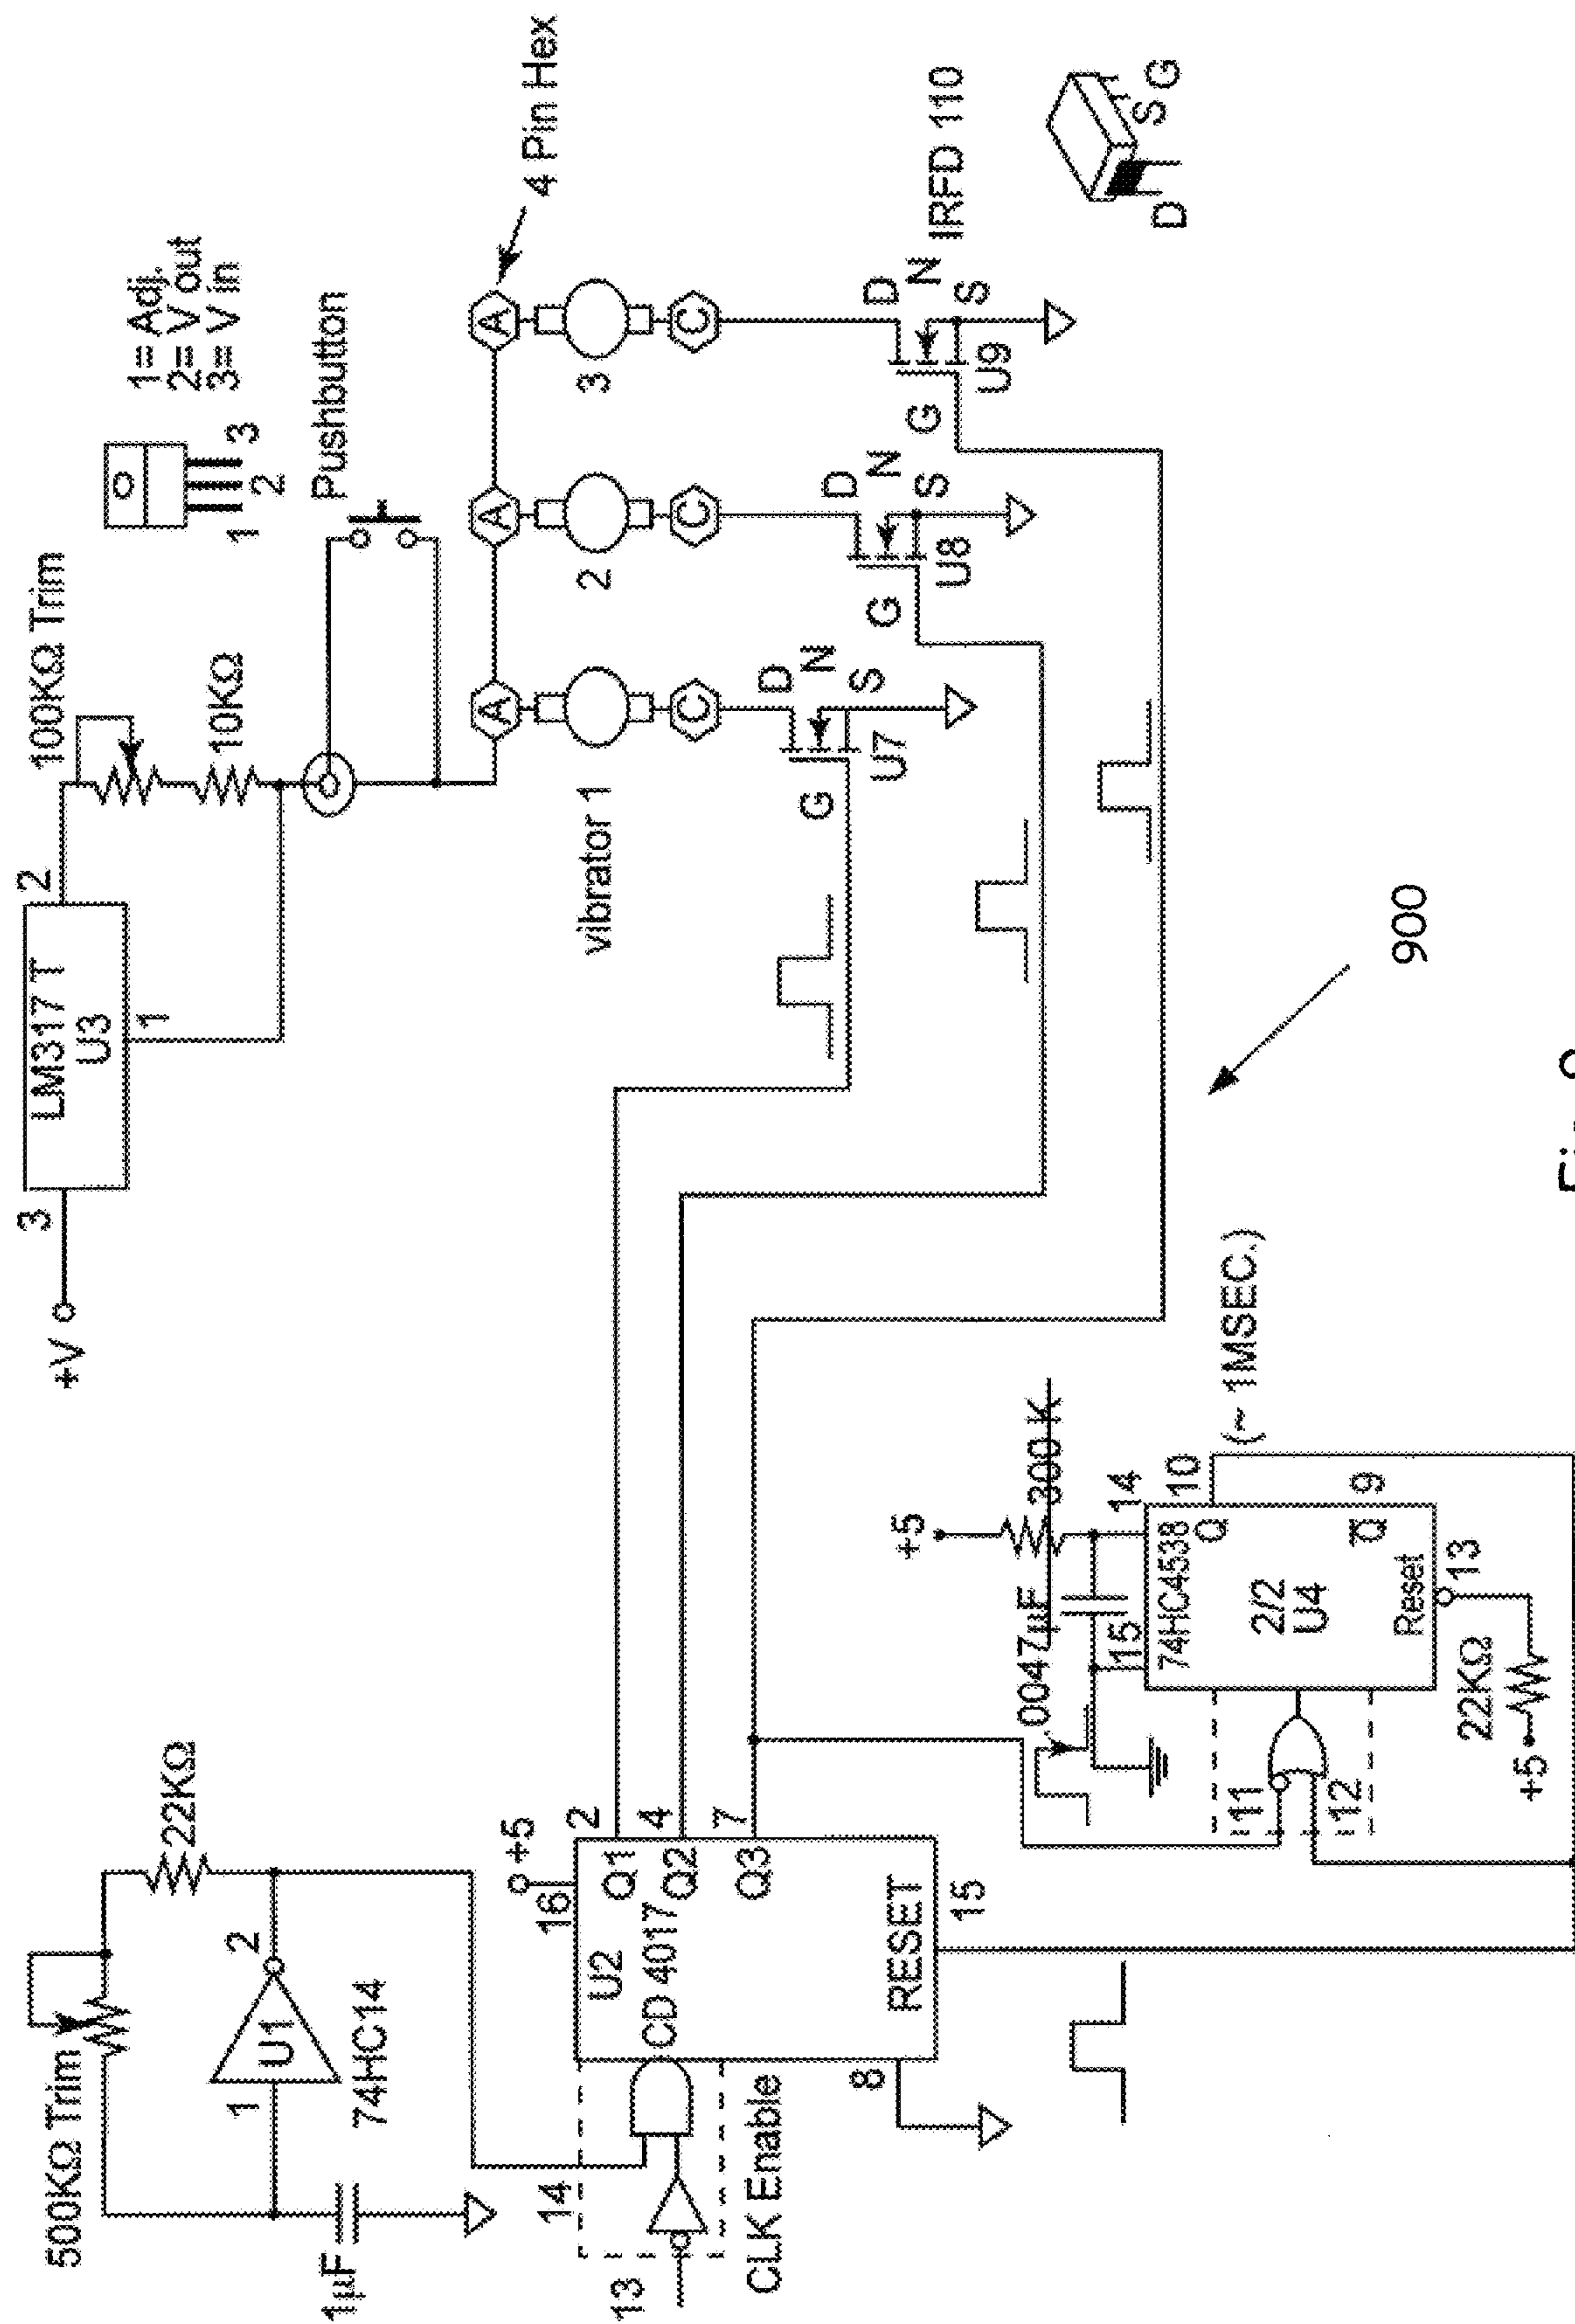 500KΩ Trim
22KΩ
1
U1
2
74HC14
1µF
+V
3
LM317 T
U3
2
1
100KΩ Trim
10KΩ
1= Adj.
2= V out
3= V in
1
2
3
Pushbutton
4 Pin Hex
A
A
A
vibrator 1
2
3
C
C
C
D
N
S
G
U7
D
N
S
G
U8
D
N
S
G
U9
IRFD 110
D
S
G
+5
16
U2
CD 4017
Q1
2
Q2
4
Q3
7
14
13
CLK Enable
8
RESET
15
+5
300 K
0047µF
14
15
74HC4538
2/2
U4
Q
10
Q
9
Reset
13
11
12
22KΩ
+5
(~ 1MSEC.)
900